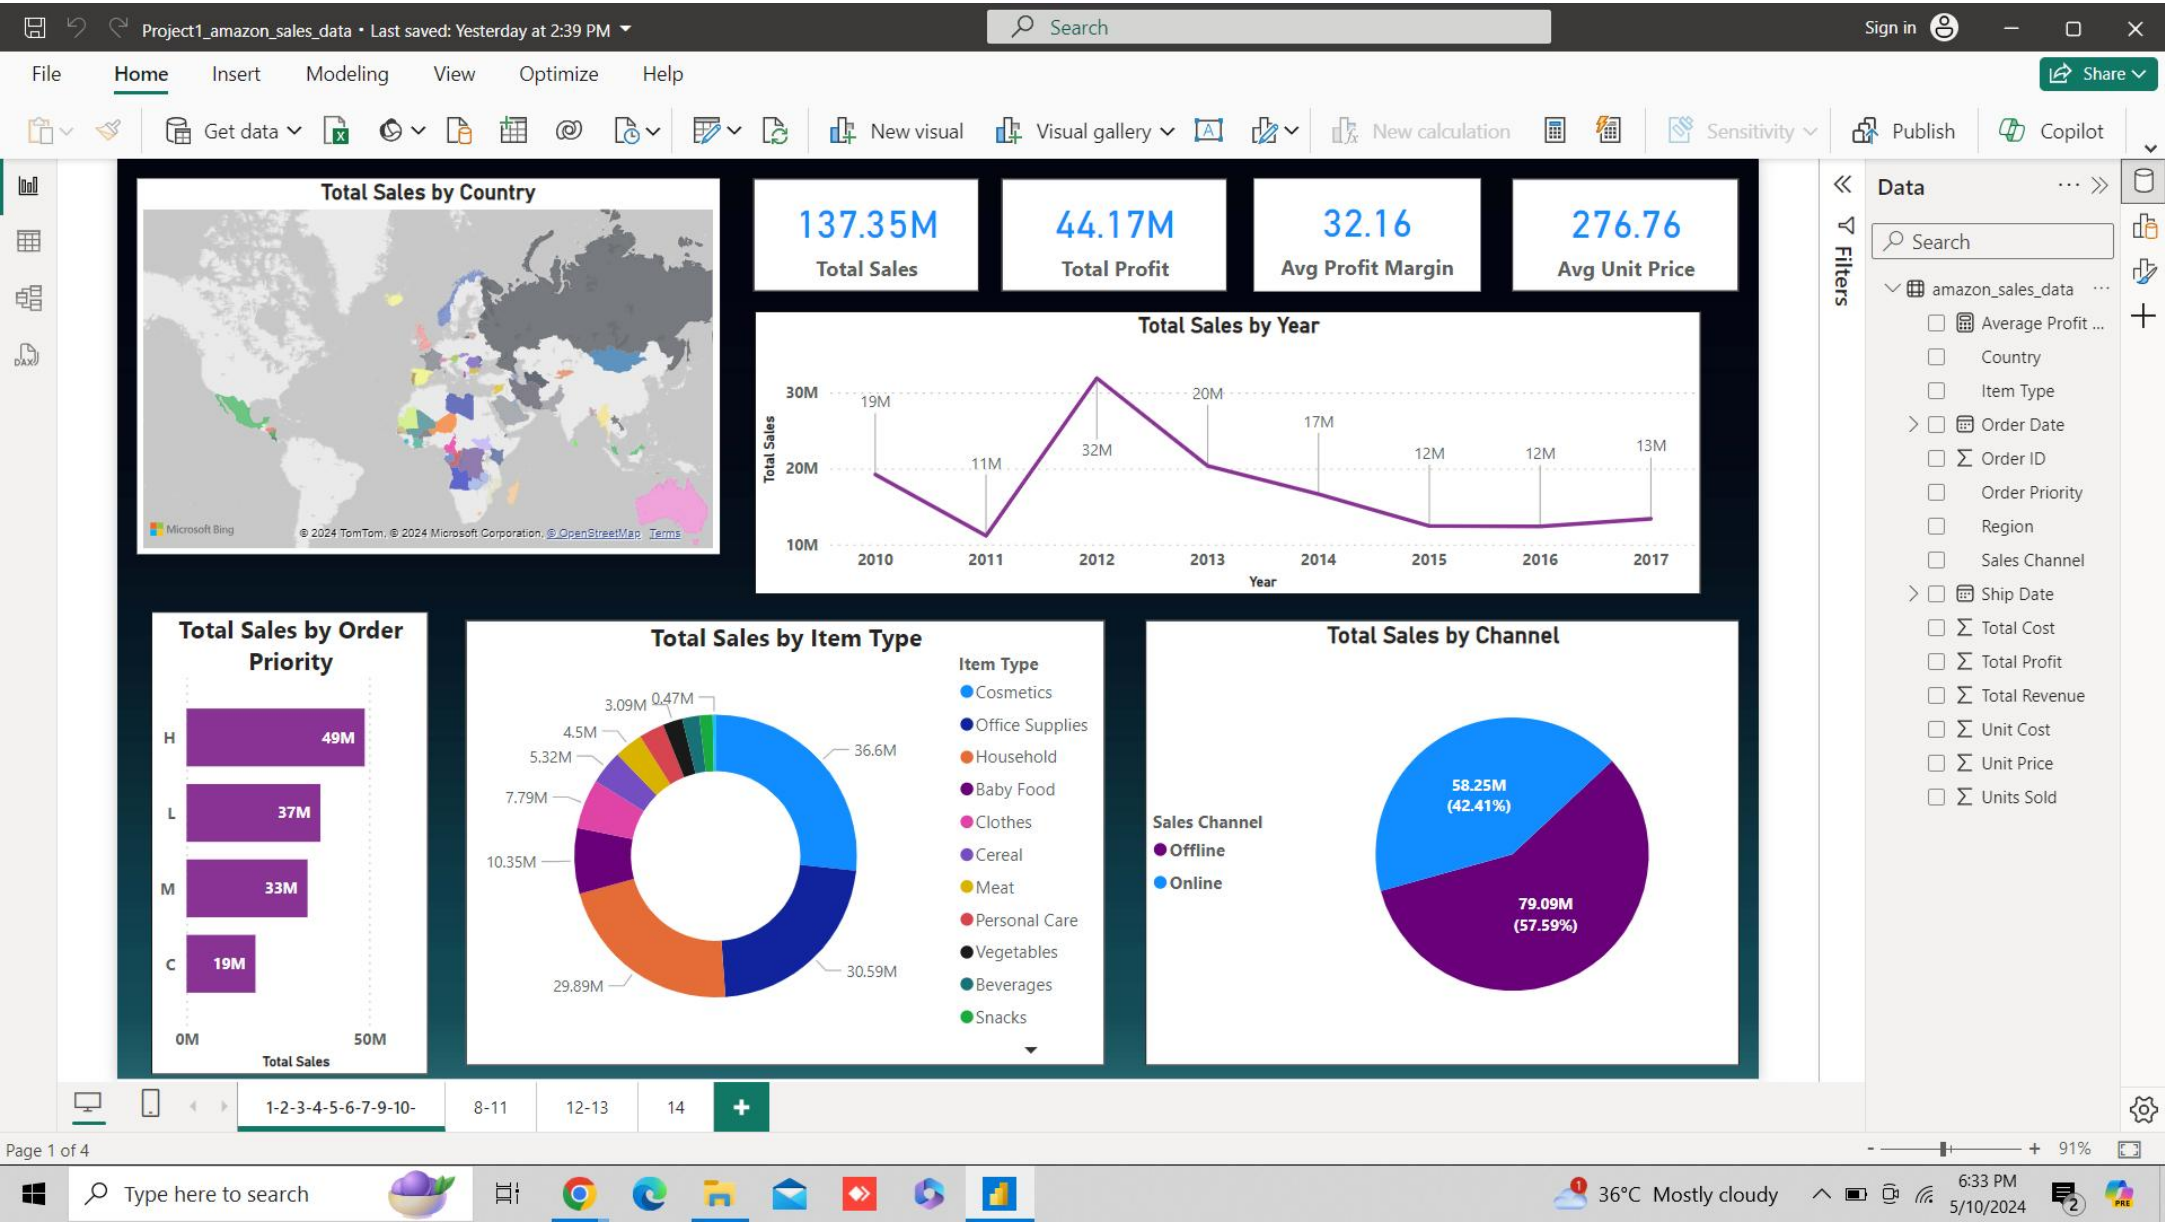 Project1_amazon_sales_data • Last saved: Yesterday at 2:39 PM
Search
Sign in
File Home Insert Modeling View Optimize Help
Share
Get data
New visual
Visual gallery
New calculation
Sensitivity
Publish
Copilot
DAX
Total Sales by Country
Microsoft Bing
© 2024 TomTom, © 2024 Microsoft Corporation, © OpenStreetMap Terms
137.35M
Total Sales
44.17M
Total Profit
32.16
Avg Profit Margin
276.76
Avg Unit Price
Total Sales by Year
Total Sales
30M
20M
10M
19M
11M
32M
20M
17M
12M
12M
13M
2010 2011 2012 2013 2014 2015 2016 2017
Year
Total Sales by Order
Priority
H 49M
L 37M
M 33M
C 19M
0M 50M
Total Sales
Total Sales by Item Type
0.47M
3.09M
4.5M
5.32M
7.79M
10.35M
29.89M
36.6M
30.59M
Item Type
Cosmetics
Office Supplies
Household
Baby Food
Clothes
Cereal
Meat
Personal Care
Vegetables
Beverages
Snacks
Total Sales by Channel
Sales Channel
Offline
Online
58.25M
(42.41%)
79.09M
(57.59%)
Filters
Data
Search
amazon_sales_data
Average Profit ...
Country
Item Type
Order Date
Order ID
Order Priority
Region
Sales Channel
Ship Date
Total Cost
Total Profit
Total Revenue
Unit Cost
Unit Price
Units Sold
1-2-3-4-5-6-7-9-10- 8-11 12-13 14
Page 1 of 4
91%
Type here to search
1
36°C Mostly cloudy
6:33 PM
5/10/2024
2
PRE